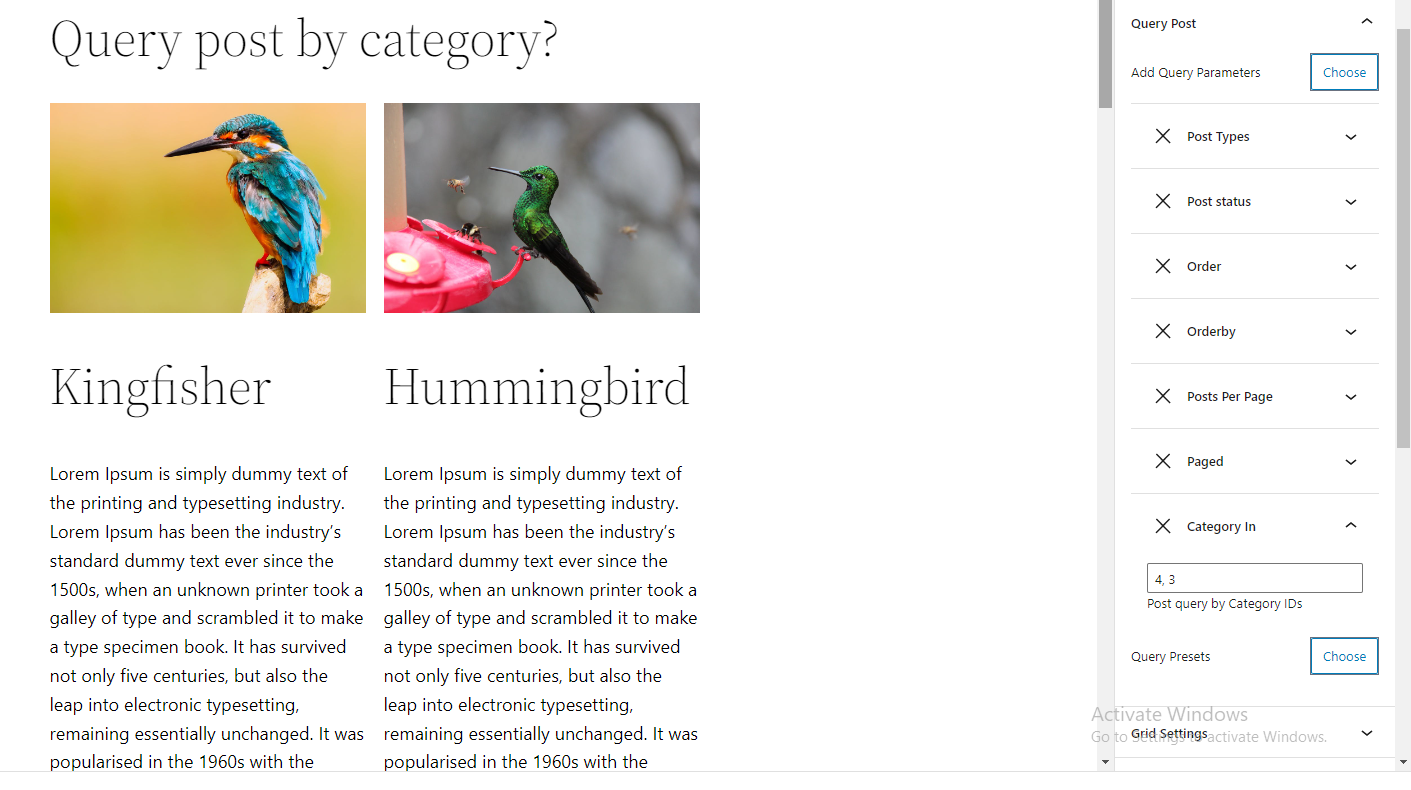 Query post by category?
Kingfisher
Lorem Ipsum is simply dummy text of
the printing and typesetting industry.
Lorem Ipsum has been the industry’s
standard dummy text ever since the
1500s, when an unknown printer took a
galley of type and scrambled it to make
a type specimen book. It has survived
not only five centuries, but also the
leap into electronic typesetting,
remaining essentially unchanged. It was
popularised in the 1960s with the
Hummingbird
Lorem Ipsum is simply dummy text of
the printing and typesetting industry.
Lorem Ipsum has been the industry’s
standard dummy text ever since the
1500s, when an unknown printer took a
galley of type and scrambled it to make
a type specimen book. It has survived
not only five centuries, but also the
leap into electronic typesetting,
remaining essentially unchanged. It was
popularised in the 1960s with the
Query Post
Add Query Parameters Choose
Post Types
Post status
Order
Orderby
Posts Per Page
Paged
Category In
4, 3
Post query by Category IDs
Query Presets Choose
Activate Windows
Go to Settings to activate Windows.
Grid Settings